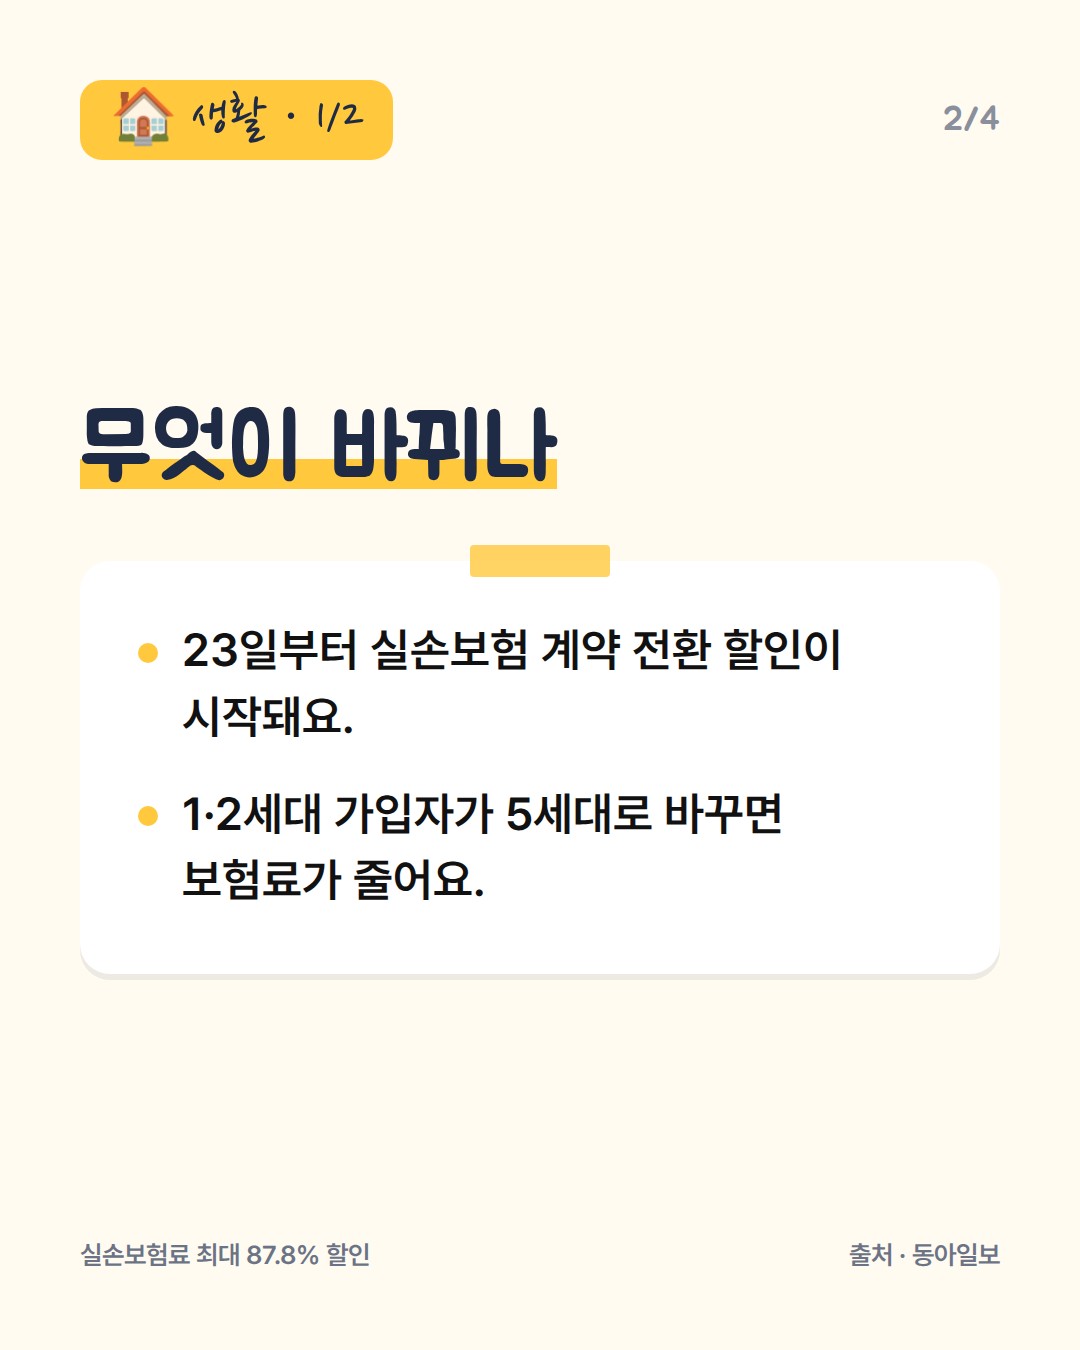 생활 · 1/2
2/4
무엇이 바뀌나
23일부터 실손보험 계약 전환 할인이
시작돼요.
1·2세대 가입자가 5세대로 바꾸면
보험료가 줄어요.
실손보험료 최대 87.8% 할인
출처 · 동아일보